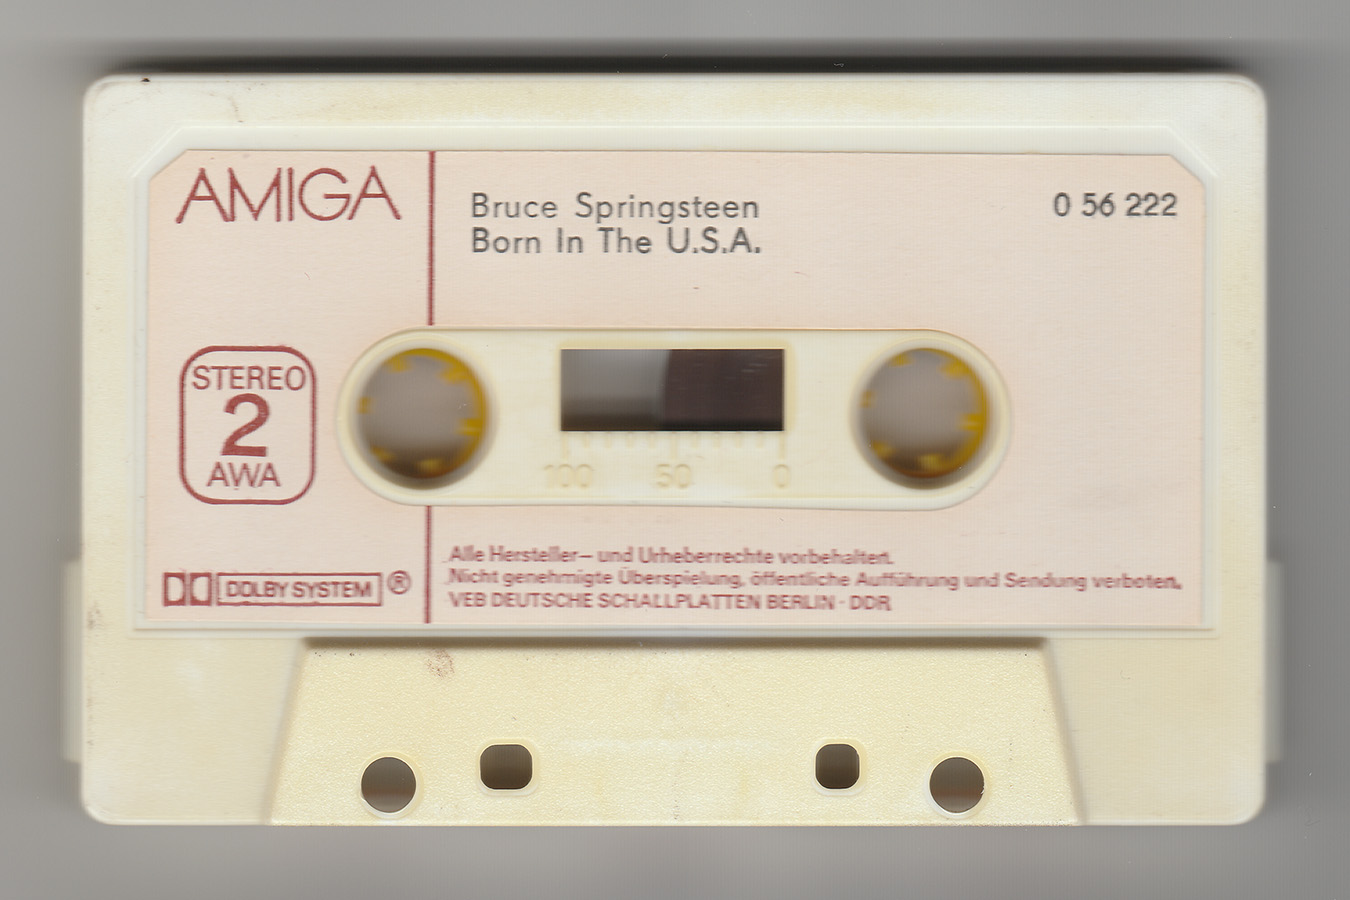 AMIGA
Bruce Springsteen
Born In The U.S.A.
0 56 222
STEREO
2
AWA
100 50 0
DOLBY SYSTEM ®
Alle Hersteller– und Urheberrechte vorbehalten.
Nicht genehmigte Überspielung, öffentliche Aufführung und Sendung verboten.
VEB DEUTSCHE SCHALLPLATTEN BERLIN · DDR